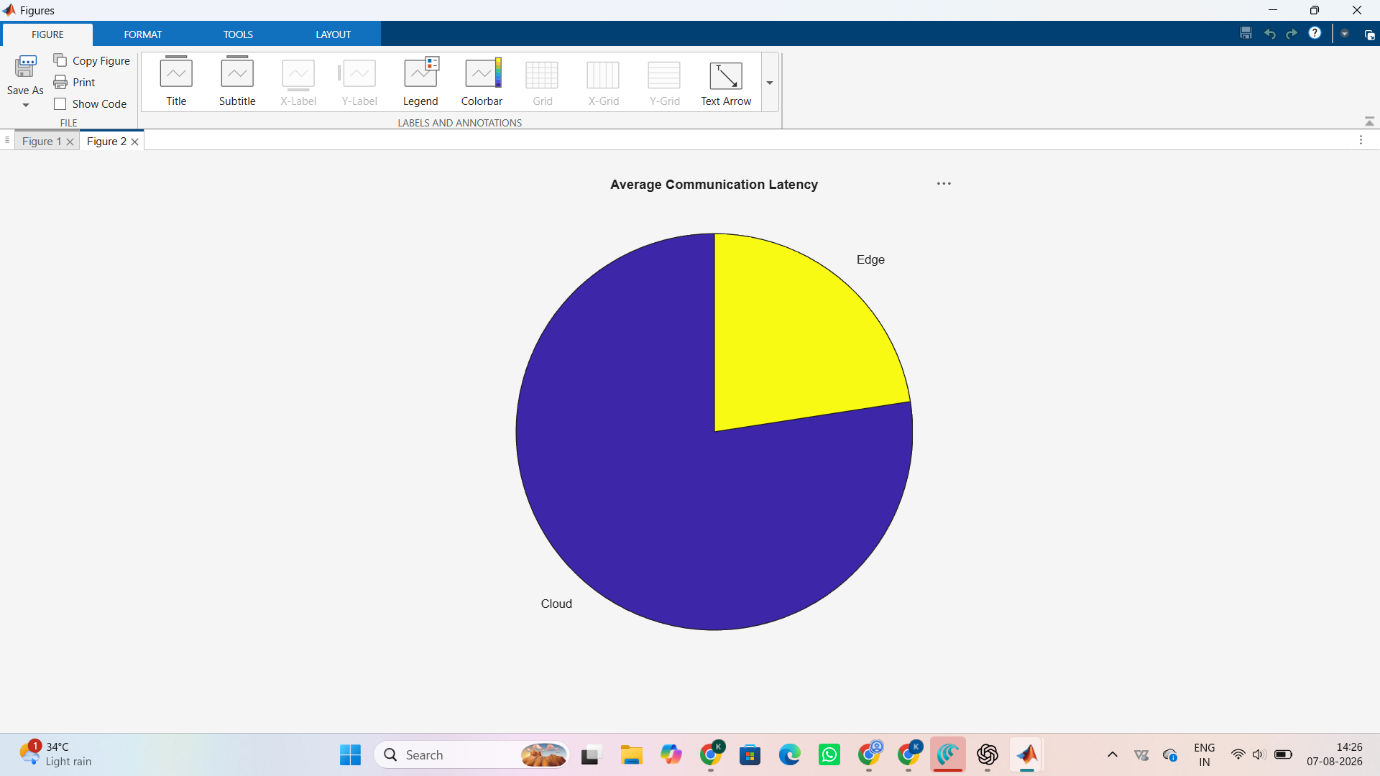 Figures
FIGURE FORMAT TOOLS LAYOUT
?
Save As
Copy Figure
Print
Show Code
FILE
Title Subtitle X-Label Y-Label Legend Colorbar Grid X-Grid Y-Grid Text Arrow
LABELS AND ANNOTATIONS
Figure 1 Figure 2
Average Communication Latency
Edge
Cloud
1
34°C
Light rain
Search
K
K
ENG
IN
14:26
07-08-2026